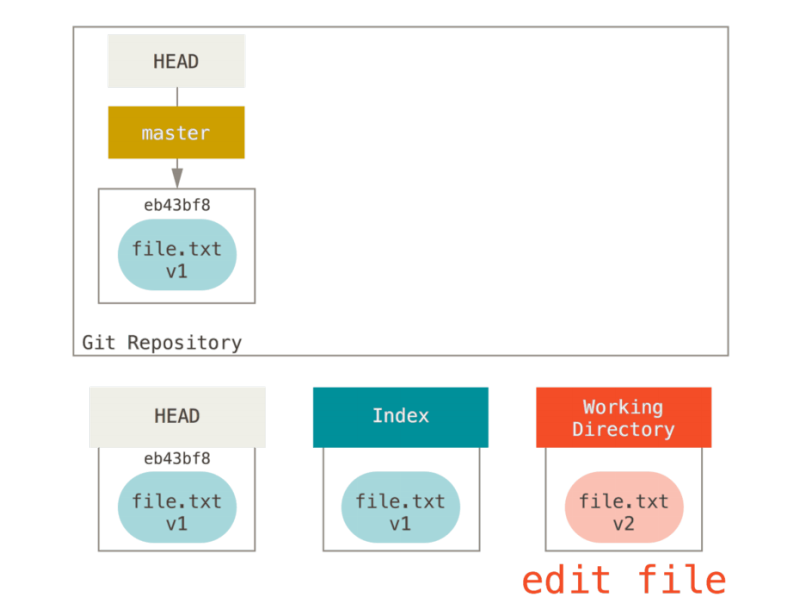 HEAD
master
eb43bf8
file.txt
v1
Git Repository
HEAD
eb43bf8
file.txt
v1
Index
file.txt
v1
Working
Directory
file.txt
v2
edit file